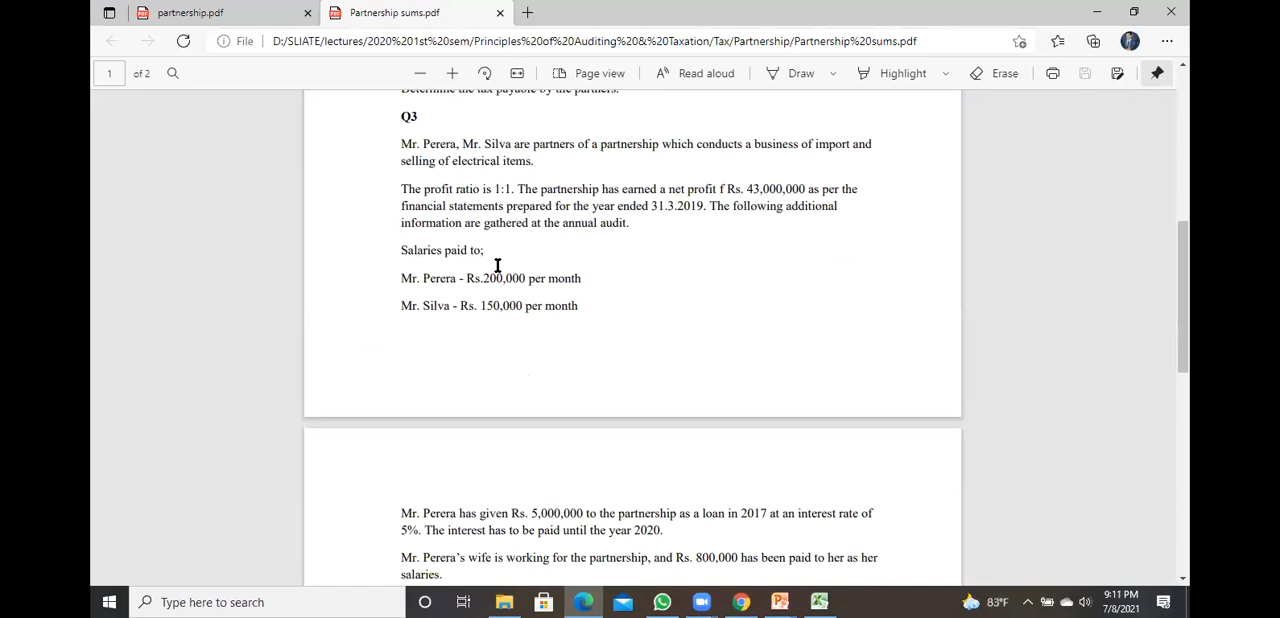 partnership.pdf
Partnership sums.pdf
File
D:/SLIATE/lectures/2020%201st%20sem/Principles%20of%20Auditing%20&%20Taxation/Tax/Partnership/Partnership%20sums.pdf
1 of 2
Page view
Read aloud
Draw
Highlight
Erase
Determine the tax payable by the partners.
Q3
Mr. Perera, Mr. Silva are partners of a partnership which conducts a business of import and
selling of electrical items.
The profit ratio is 1:1. The partnership has earned a net profit f Rs. 43,000,000 as per the
financial statements prepared for the year ended 31.3.2019. The following additional
information are gathered at the annual audit.
Salaries paid to;
Mr. Perera - Rs.200,000 per month
Mr. Silva - Rs. 150,000 per month
Mr. Perera has given Rs. 5,000,000 to the partnership as a loan in 2017 at an interest rate of
5%. The interest has to be paid until the year 2020.
Mr. Perera's wife is working for the partnership, and Rs. 800,000 has been paid to her as her
salaries.
Type here to search
83°F
9:11 PM
7/8/2021